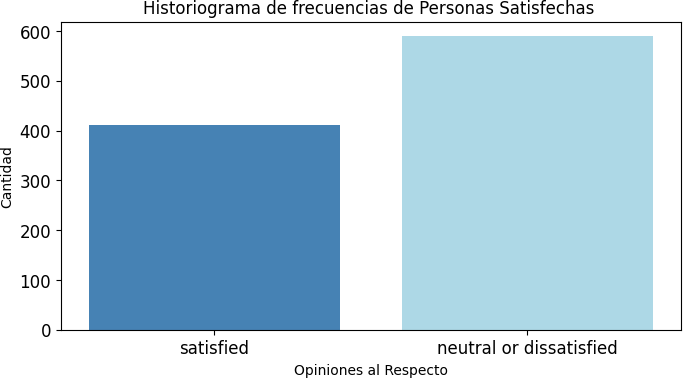 Historiograma de frecuencias de Personas Satisfechas
600
500
400
300
200
100
0
Cantidad
satisfied
neutral or dissatisfied
Opiniones al Respecto